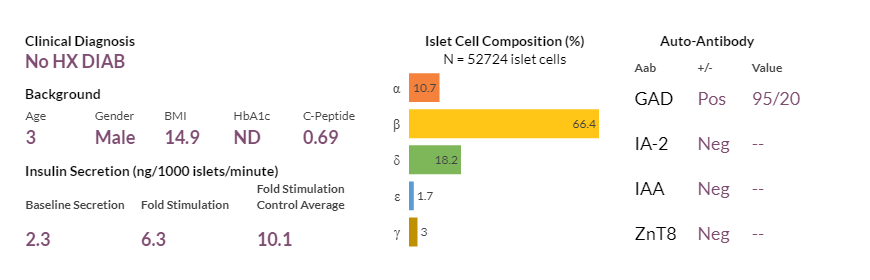 Clinical Diagnosis
No HX DIAB
Background
Age Gender BMI HbA1c C-Peptide
3 Male 14.9 ND 0.69
Insulin Secretion (ng/1000 islets/minute)
Baseline Secretion Fold Stimulation Fold Stimulation Control Average
2.3 6.3 10.1
Islet Cell Composition (%)
N = 52724 islet cells
α 10.7
β 66.4
δ 18.2
ε 1.7
γ 3
Auto-Antibody
Aab +/- Value
GAD Pos 95/20
IA-2 Neg --
IAA Neg --
ZnT8 Neg --